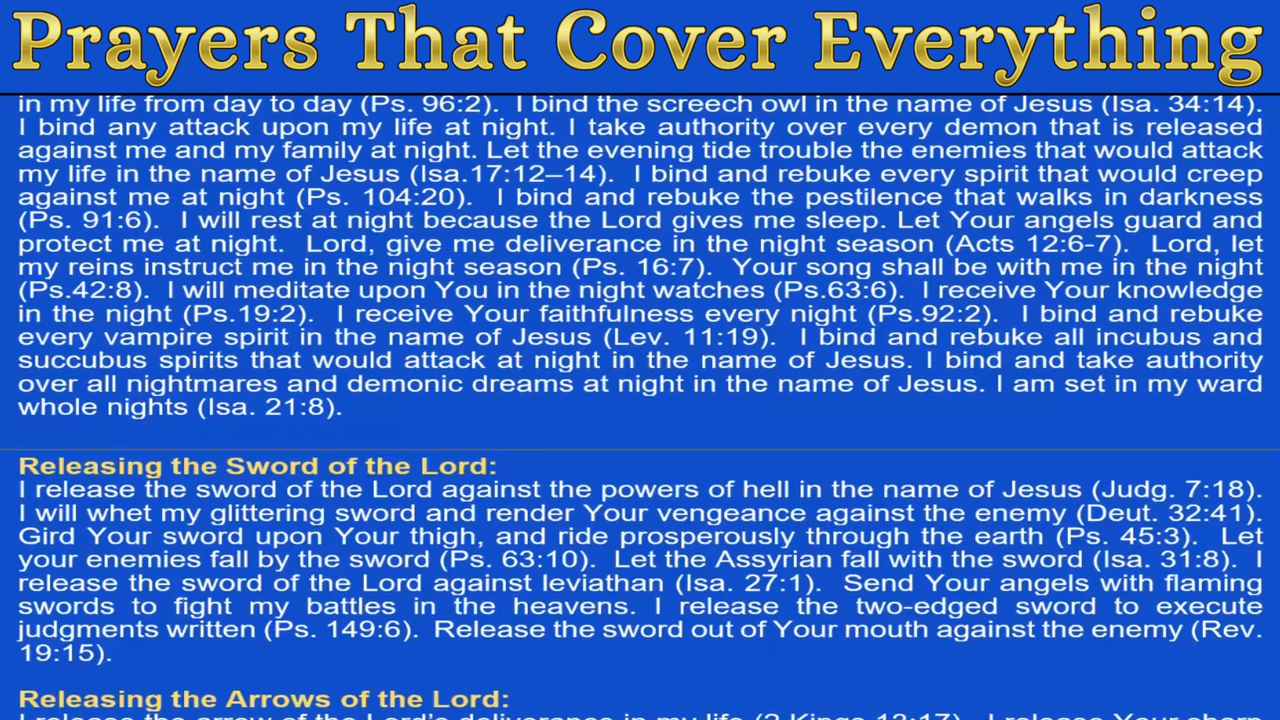 Prayers That Cover Everything
in my life from day to day (Ps. 96:2).  I bind the screech owl in the name of Jesus (Isa. 34:14).
I bind any attack upon my life at night. I take authority over every demon that is released
against me and my family at night. Let the evening tide trouble the enemies that would attack
my life in the name of Jesus (Isa.17:12–14).  I bind and rebuke every spirit that would creep
against me at night (Ps. 104:20).  I bind and rebuke the pestilence that walks in darkness
(Ps. 91:6).  I will rest at night because the Lord gives me sleep. Let Your angels guard and
protect me at night.  Lord, give me deliverance in the night season (Acts 12:6-7).  Lord, let
my reins instruct me in the night season (Ps. 16:7).  Your song shall be with me in the night
(Ps.42:8).  I will meditate upon You in the night watches (Ps.63:6).  I receive Your knowledge
in the night (Ps.19:2).  I receive Your faithfulness every night (Ps.92:2).  I bind and rebuke
every vampire spirit in the name of Jesus (Lev. 11:19).  I bind and rebuke all incubus and
succubus spirits that would attack at night in the name of Jesus. I bind and take authority
over all nightmares and demonic dreams at night in the name of Jesus. I am set in my ward
whole nights (Isa. 21:8).
Releasing the Sword of the Lord:
I release the sword of the Lord against the powers of hell in the name of Jesus (Judg. 7:18).
I will whet my glittering sword and render Your vengeance against the enemy (Deut. 32:41).
Gird Your sword upon Your thigh, and ride prosperously through the earth (Ps. 45:3).  Let
your enemies fall by the sword (Ps. 63:10).  Let the Assyrian fall with the sword (Isa. 31:8).  I
release the sword of the Lord against leviathan (Isa. 27:1).  Send Your angels with flaming
swords to fight my battles in the heavens. I release the two-edged sword to execute
judgments written (Ps. 149:6).  Release the sword out of Your mouth against the enemy (Rev.
19:15).
Releasing the Arrows of the Lord:
I release the arrow of the Lord's deliverance in my life (2 Kings 13:17).  I release Your sharp